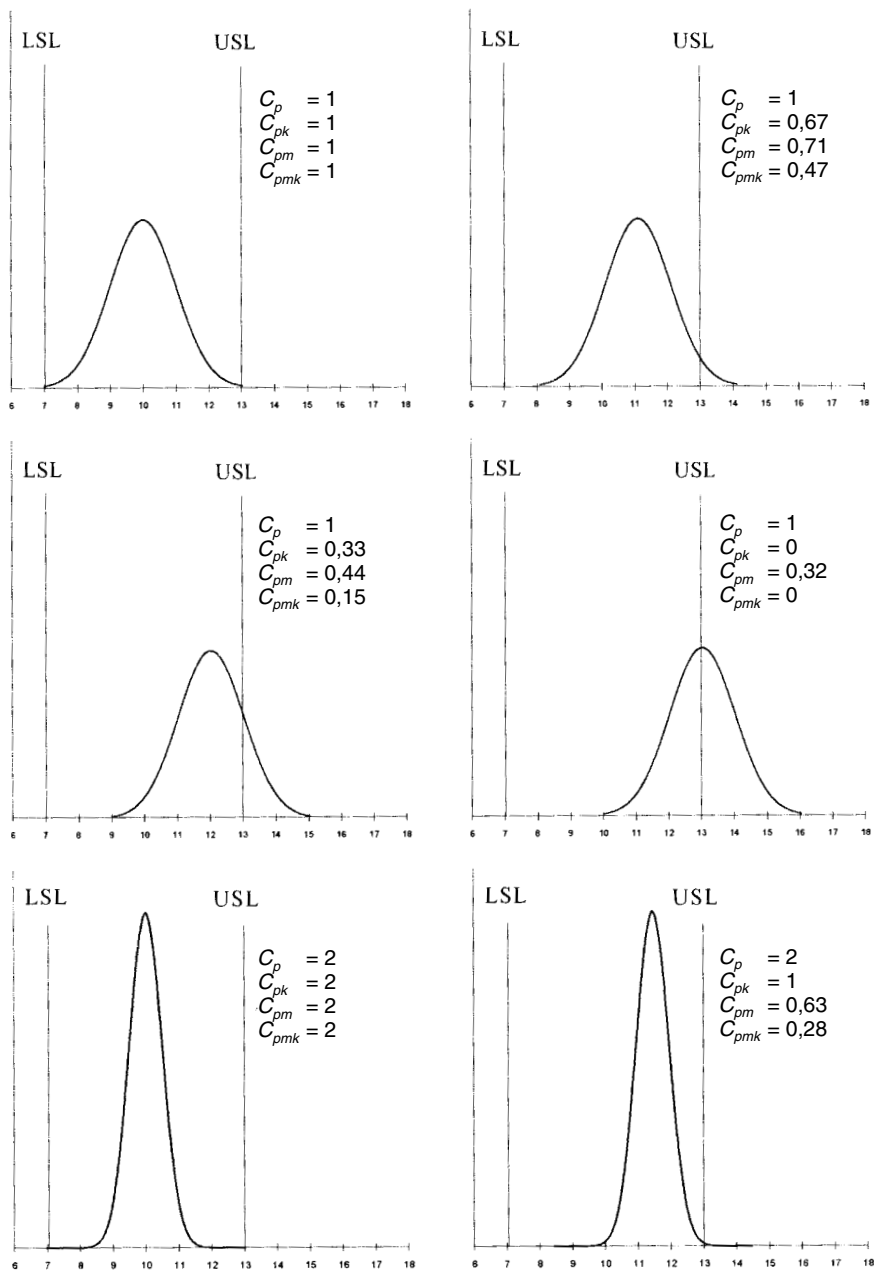 LSL USL
C_p = 1
C_pk = 1
C_pm = 1
C_pmk = 1
6 7 8 9 10 11 12 13 14 15 16 17 18
LSL USL
C_p = 1
C_pk = 0,67
C_pm = 0,71
C_pmk = 0,47
6 7 8 9 10 11 12 13 14 15 16 17 18
LSL USL
C_p = 1
C_pk = 0,33
C_pm = 0,44
C_pmk = 0,15
6 7 8 9 10 11 12 13 14 15 16 17 18
LSL USL
C_p = 1
C_pk = 0
C_pm = 0,32
C_pmk = 0
6 7 8 9 10 11 12 13 14 15 16 17 18
LSL USL
C_p = 2
C_pk = 2
C_pm = 2
C_pmk = 2
6 7 8 9 10 11 12 13 14 15 16 17 18
LSL USL
C_p = 2
C_pk = 1
C_pm = 0,63
C_pmk = 0,28
6 7 8 9 10 11 12 13 14 15 16 17 18